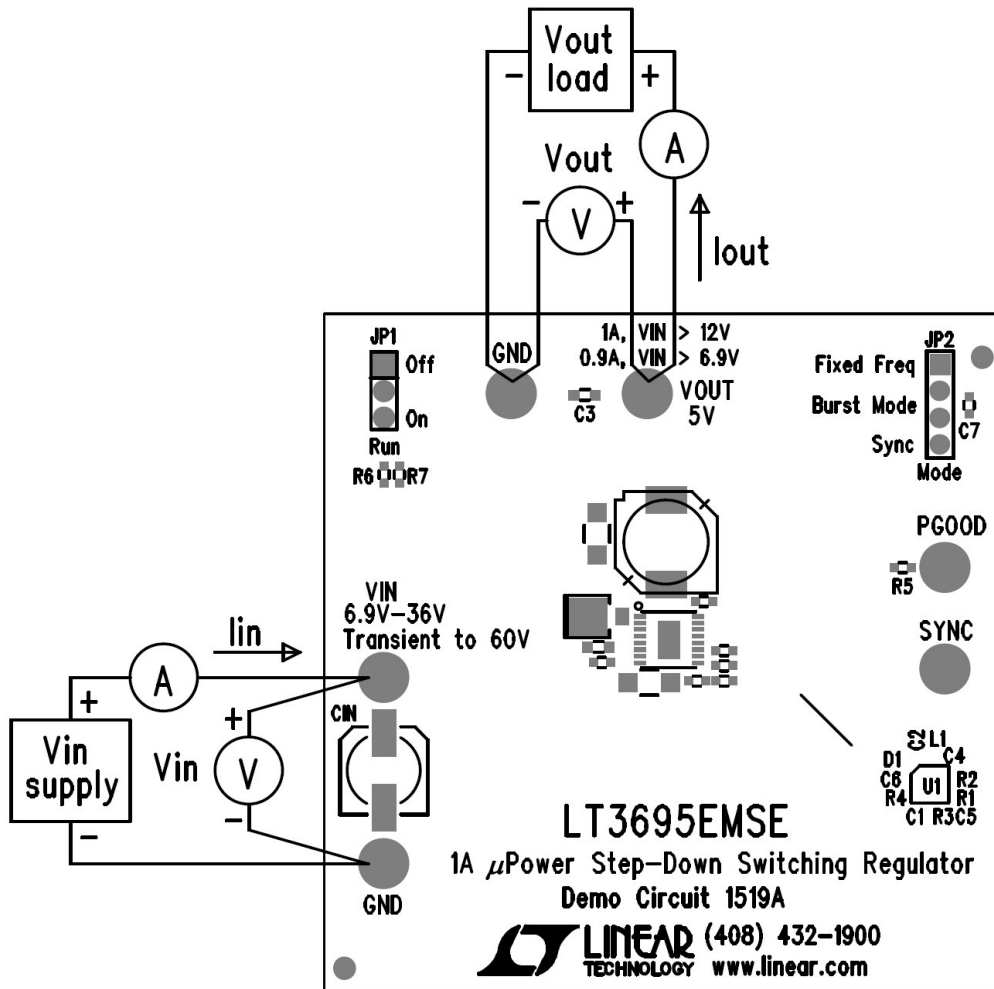 Vout
load
-
+
A
Vout
-
V
+
Iout
1A, VIN > 12V
0.9A, VIN > 6.9V
JP1
Off
On
Run
R6
R7
GND
C3
VOUT
5V
JP2
Fixed Freq
Burst Mode
Sync
C7
Mode
PGOOD
R5
SYNC
VIN
6.9V-36V
Transient to 60V
Iin
A
+
+
Vin
supply
Vin
V
-
-
CIN
GND
D1
C2
L1
C4
C6
U1
R2
R4
R1
C1
R3
C5
LT3695EMSE
1A μPower Step-Down Switching Regulator
Demo Circuit 1519A
LINEAR
TECHNOLOGY
(408) 432-1900
www.linear.com